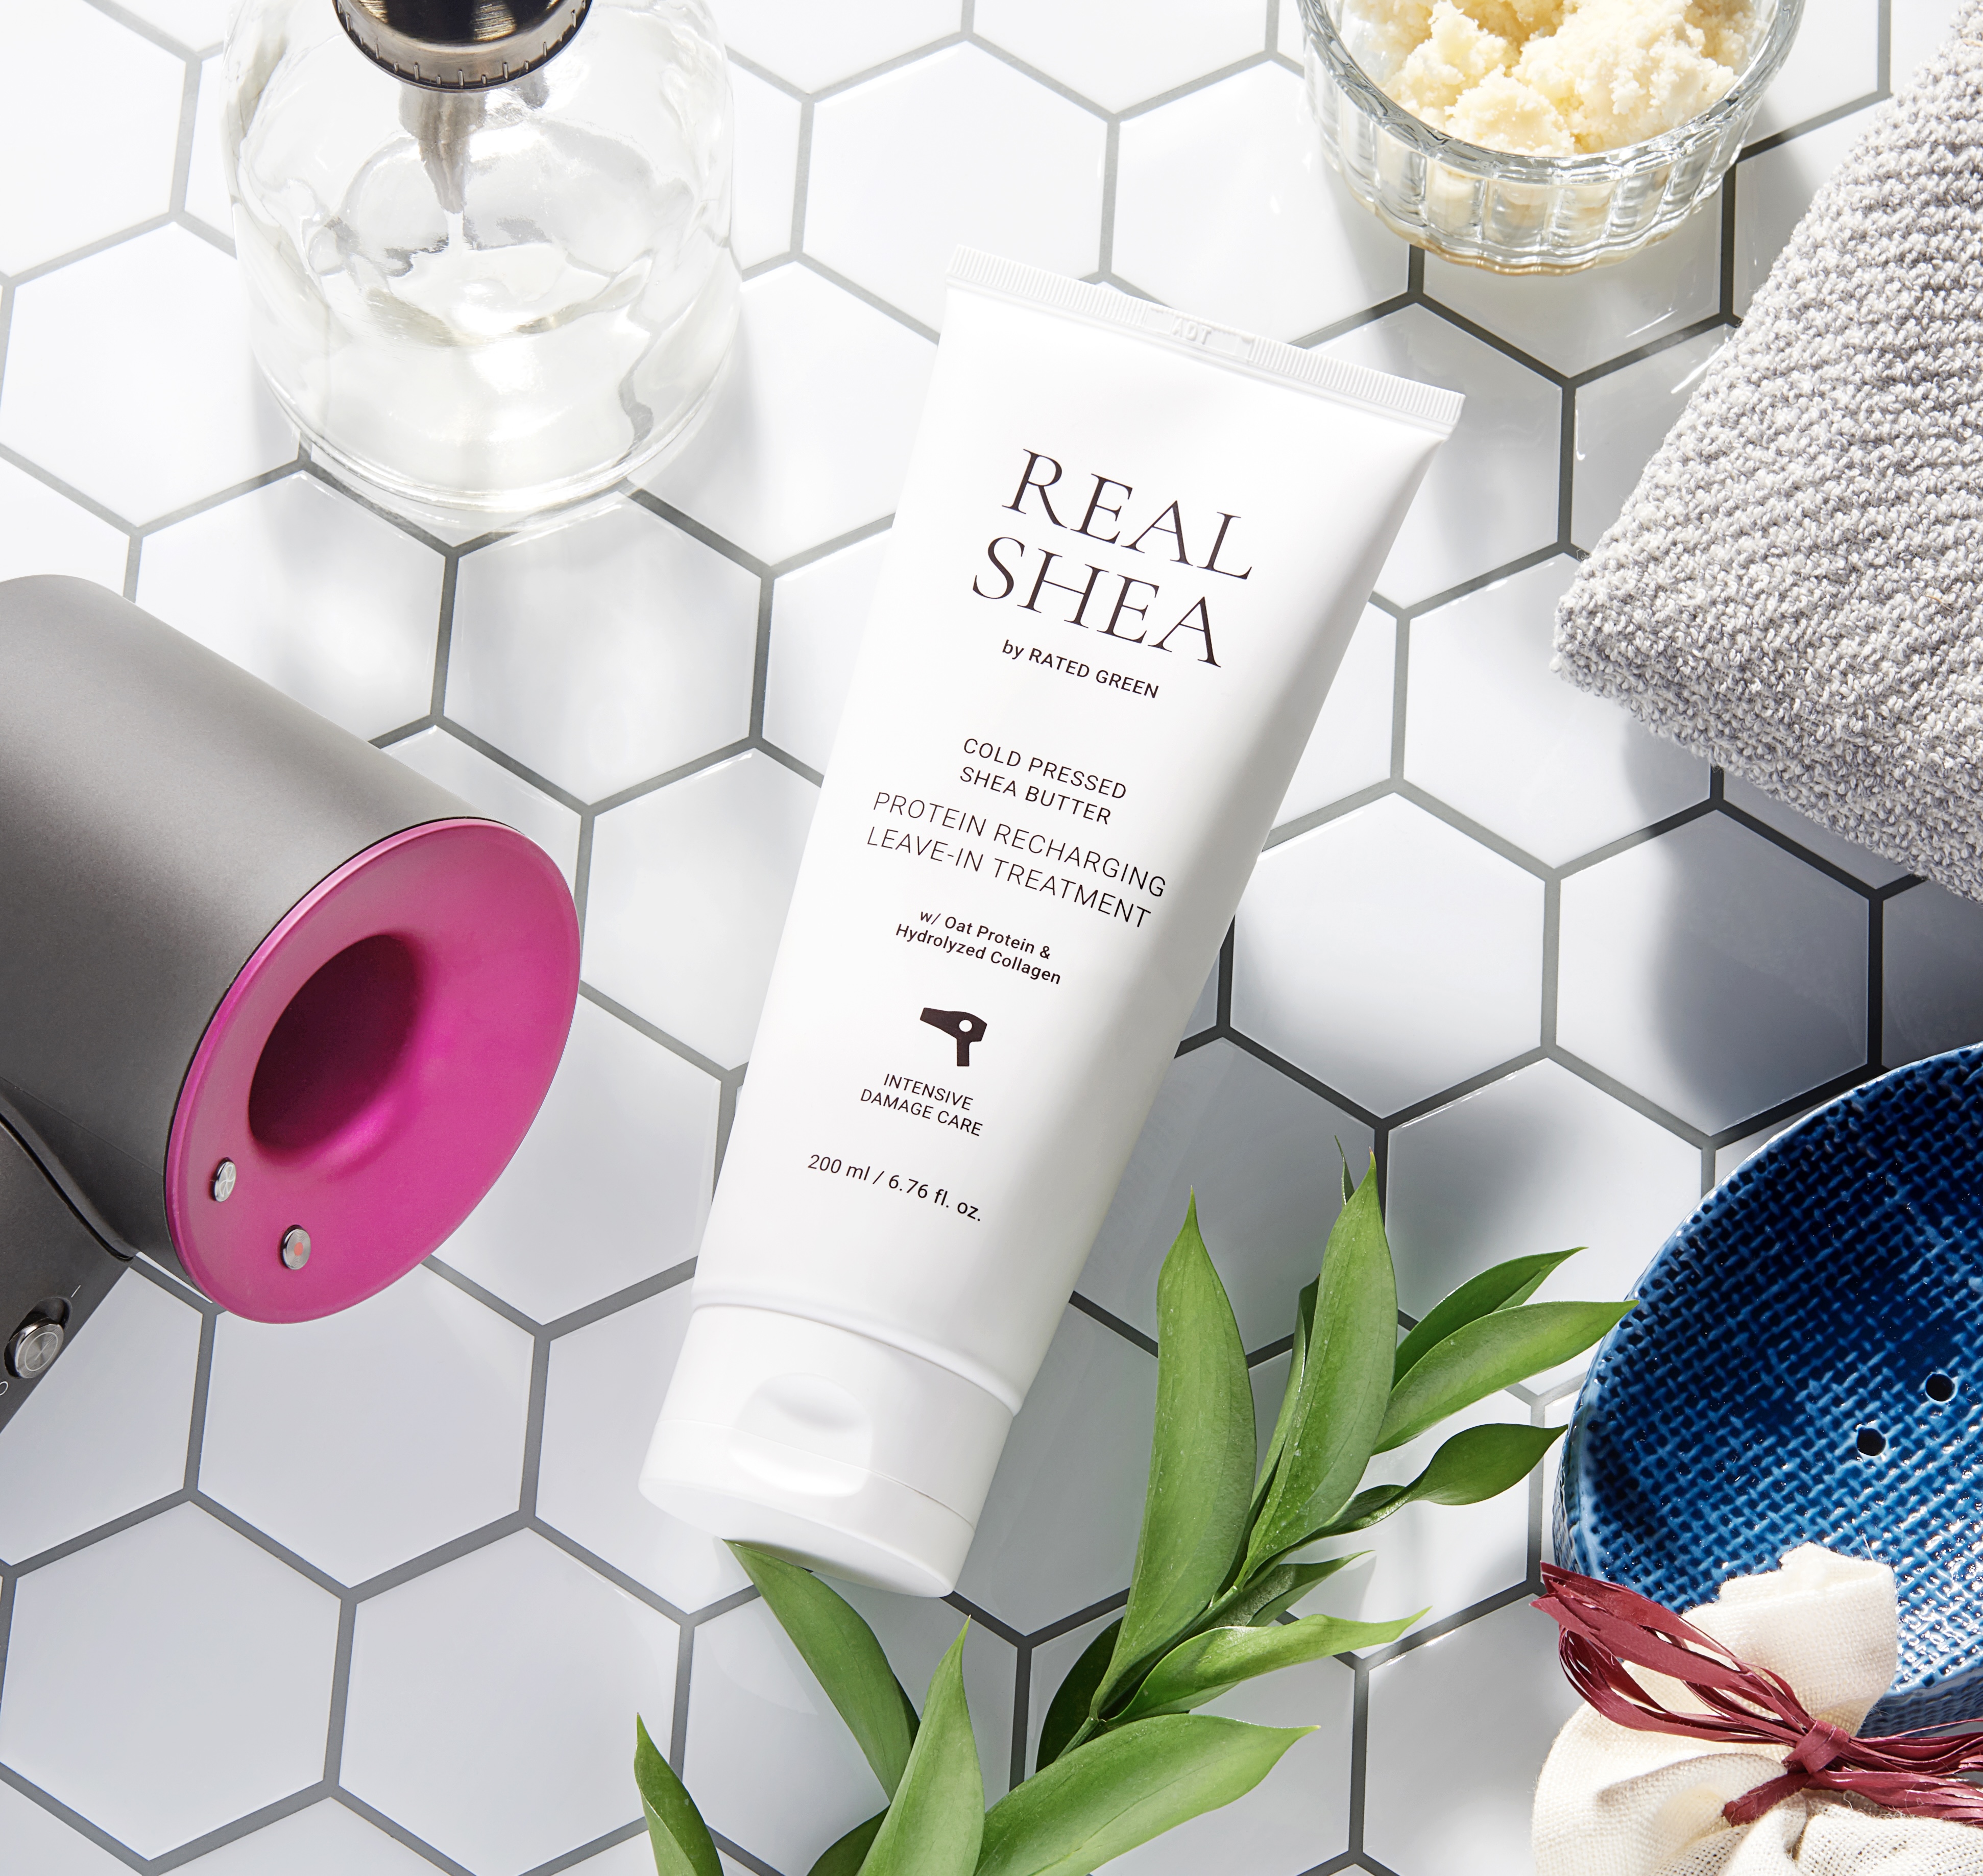 REAL
SHEA
by RATED GREEN
COLD PRESSED
SHEA BUTTER
PROTEIN RECHARGING
LEAVE-IN TREATMENT
w/ Oat Protein &
Hydrolyzed Collagen
INTENSIVE
DAMAGE CARE
200 ml / 6.76 fl. oz.